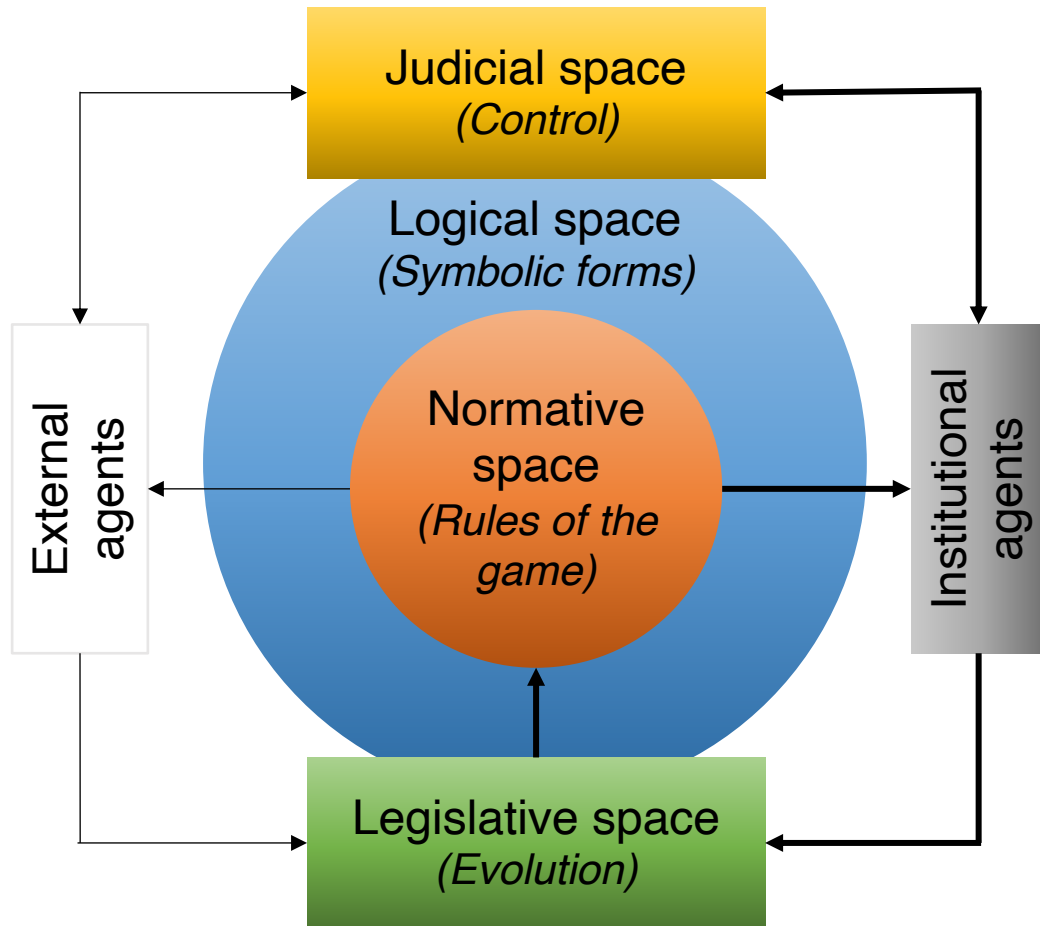 Judicial space
(Control)
Logical space
(Symbolic forms)
External
agents
Normative
space
(Rules of the
game)
Institutional
agents
Legislative space
(Evolution)